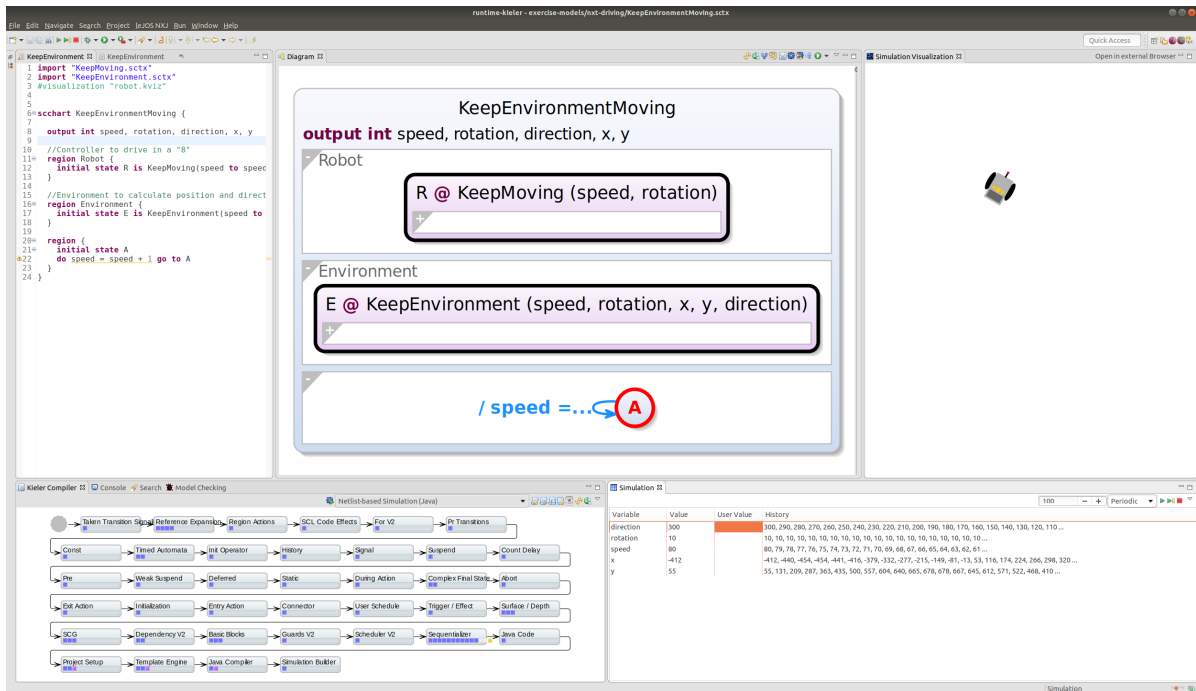 runtime-kieler - exercise-models/nxt-driving/KeepEnvironmentMoving.sctx
File Edit Navigate Search Project leJOS NXJ Run Window Help
Quick Access
KeepEnvironment KeepEnvironment
1 import "KeepMoving.sctx"
2 import "KeepEnvironment.sctx"
3 #visualization "robot.kviz"
4
5
6 scchart KeepEnvironmentMoving {
7
8 output int speed, rotation, direction, x, y
9
10 //Controller to drive in a "8"
11 region Robot {
12 initial state R is KeepMoving(speed to speed
13 }
14
15 //Environment to calculate position and direct
16 region Environment {
17 initial state E is KeepEnvironment(speed to
18 }
19
20 region {
21 initial state A
22 do speed = speed + 1 go to A
23 }
24 }
Diagram
KeepEnvironmentMoving
output int speed, rotation, direction, x, y
- Robot
R @ KeepMoving (speed, rotation)
+
- Environment
E @ KeepEnvironment (speed, rotation, x, y, direction)
+
-
/ speed =... A
Simulation Visualization Open in external Browser
Kieler Compiler Console Search Model Checking
Netlist-based Simulation (Java)
Taken Transition Signal Reference Expansion Region Actions SCL Code Effects For V2 Pr Transitions
Const Timed Automata Init Operator History Signal Suspend Count Delay
Pre Weak Suspend Deferred Static During Action Complex Final State Abort
Exit Action Initialization Entry Action Connector User Schedule Trigger / Effect Surface / Depth
SCG Dependency V2 Basic Blocks Guards V2 Scheduler V2 Sequentializer Java Code
Project Setup Template Engine Java Compiler Simulation Builder
Simulation
100 - + Periodic
Variable Value User Value History
direction 300 300, 290, 280, 270, 260, 250, 240, 230, 220, 210, 200, 190, 180, 170, 160, 150, 140, 130, 120, 110 ...
rotation 10 10, 10, 10, 10, 10, 10, 10, 10, 10, 10, 10, 10, 10, 10, 10, 10, 10, 10, 10, 10 ...
speed 80 80, 79, 78, 77, 76, 75, 74, 73, 72, 71, 70, 69, 68, 67, 66, 65, 64, 63, 62, 61 ...
x -412 -412, -440, -454, -454, -441, -416, -379, -332, -277, -215, -149, -81, -13, 53, 116, 174, 224, 266, 298, 320 ...
y 55 55, 131, 209, 287, 363, 435, 500, 557, 604, 640, 665, 678, 678, 667, 645, 612, 571, 522, 468, 410 ...
Simulation